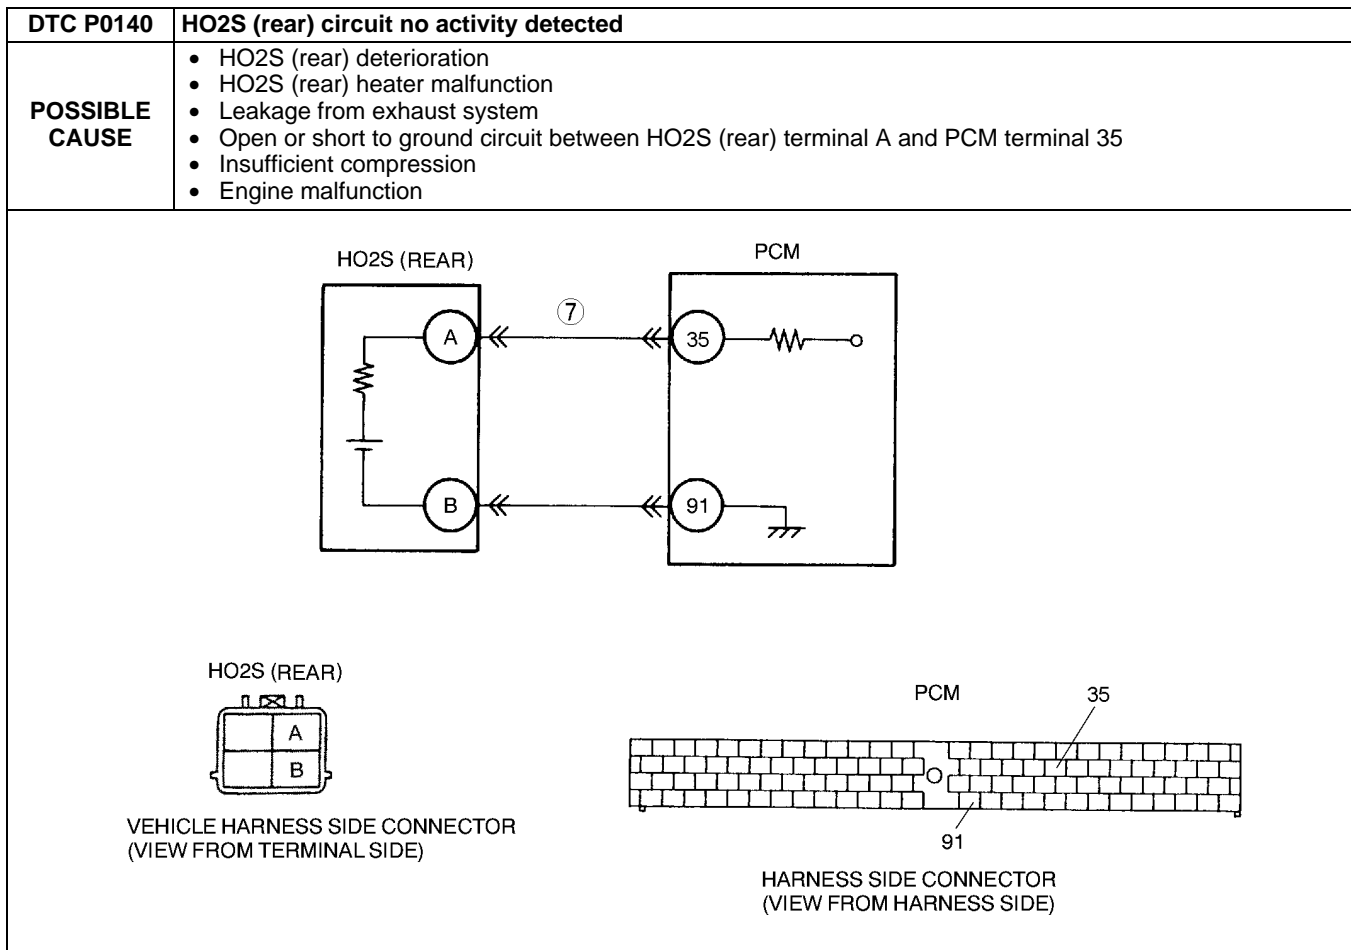 DTC P0140 HO2S (rear) circuit no activity detected
POSSIBLE CAUSE
• HO2S (rear) deterioration
• HO2S (rear) heater malfunction
• Leakage from exhaust system
• Open or short to ground circuit between HO2S (rear) terminal A and PCM terminal 35
• Insufficient compression
• Engine malfunction
HO2S (REAR)
PCM
A
⑦
35
B
91
HO2S (REAR)
A
B
VEHICLE HARNESS SIDE CONNECTOR
(VIEW FROM TERMINAL SIDE)
PCM
35
91
HARNESS SIDE CONNECTOR
(VIEW FROM HARNESS SIDE)